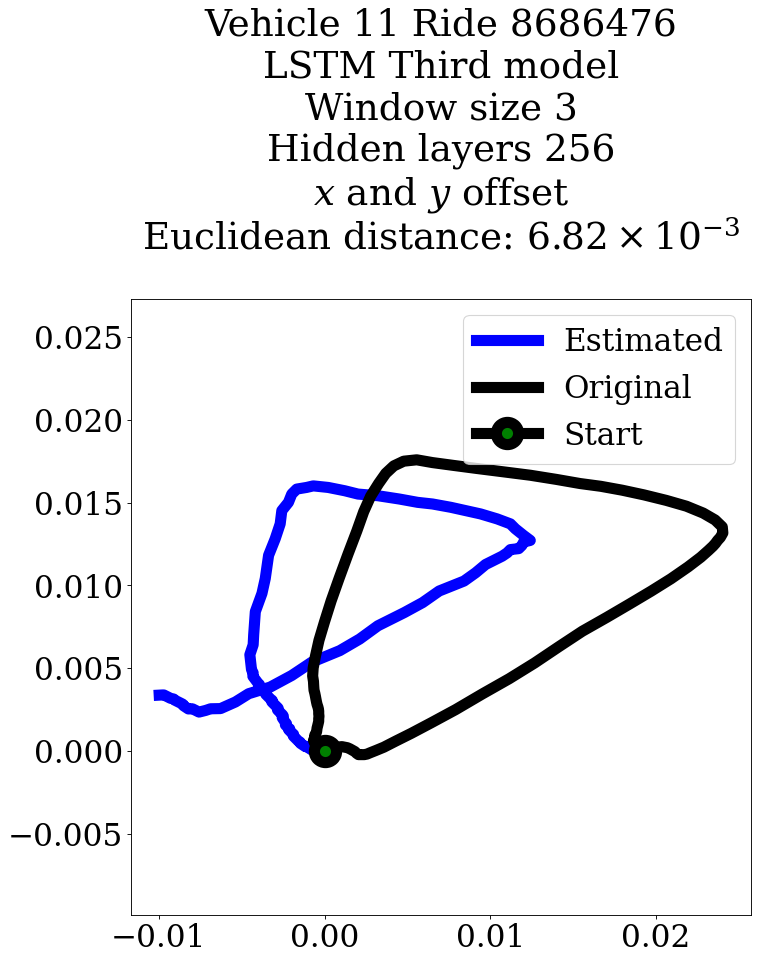 Vehicle 11 Ride 8686476
LSTM Third model
Window size 3
Hidden layers 256
x and y offset
Euclidean distance: 6.82 × 10⁻³
Estimated
Original
Start
0.025
0.020
0.015
0.010
0.005
0.000
−0.005
−0.01
0.00
0.01
0.02